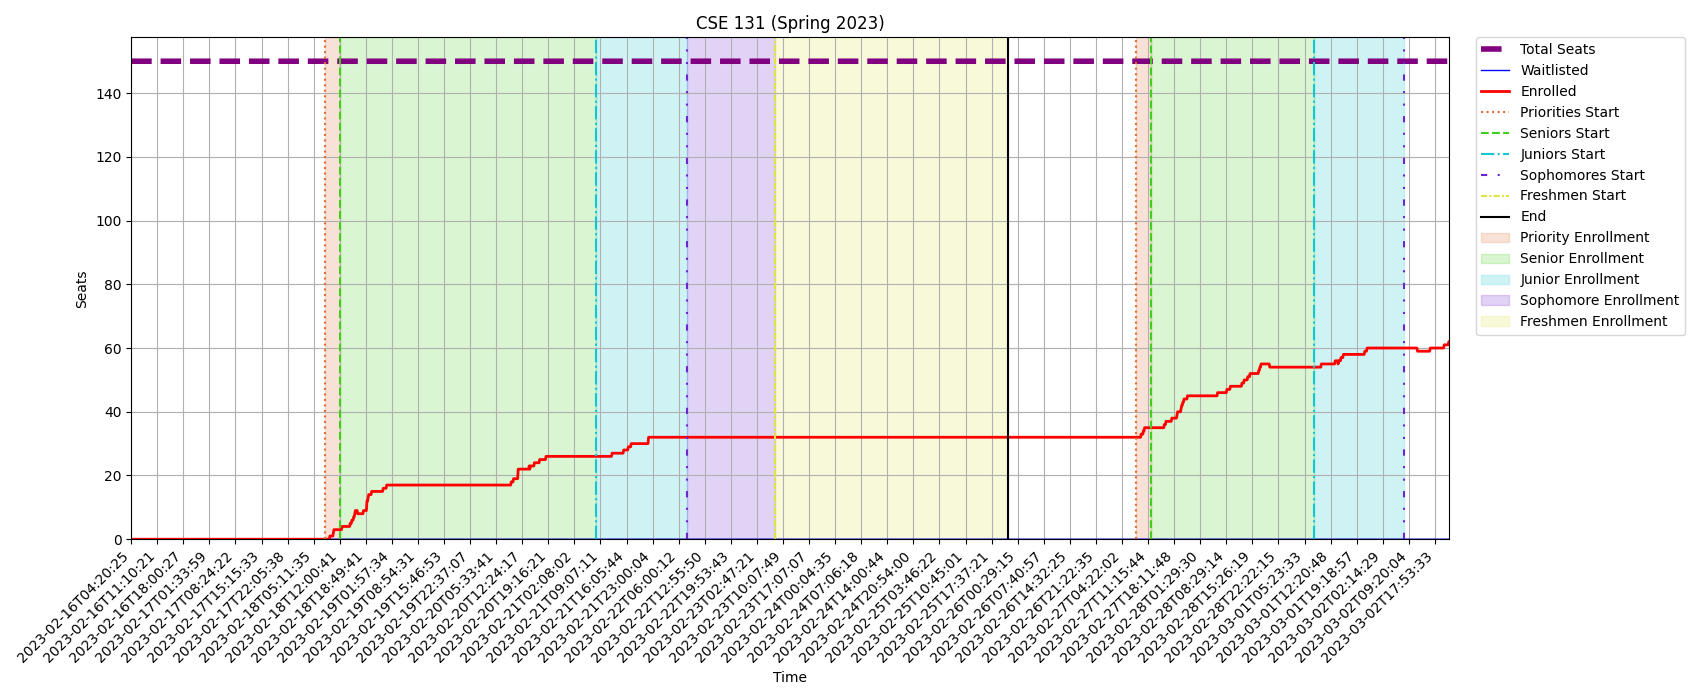 CSE 131 (Spring 2023)
Seats
140
120
100
80
60
40
20
0
2023-02-16T04:20:25
2023-02-16T11:10:21
2023-02-16T18:00:27
2023-02-17T01:33:59
2023-02-17T08:24:22
2023-02-17T15:15:33
2023-02-17T22:05:38
2023-02-18T05:11:35
2023-02-18T12:00:41
2023-02-18T18:49:41
2023-02-19T01:57:34
2023-02-19T08:54:31
2023-02-19T15:46:53
2023-02-19T22:37:07
2023-02-20T05:33:41
2023-02-20T12:24:17
2023-02-20T19:16:21
2023-02-21T02:08:02
2023-02-21T09:07:11
2023-02-21T16:05:44
2023-02-21T23:00:04
2023-02-22T06:00:12
2023-02-22T12:55:50
2023-02-22T19:53:43
2023-02-23T02:47:21
2023-02-23T10:07:49
2023-02-23T17:07:07
2023-02-24T00:04:35
2023-02-24T07:06:18
2023-02-24T14:00:44
2023-02-24T20:54:00
2023-02-25T03:46:22
2023-02-25T10:45:01
2023-02-25T17:37:21
2023-02-26T00:29:15
2023-02-26T07:40:57
2023-02-26T14:32:25
2023-02-26T21:22:35
2023-02-27T04:22:02
2023-02-27T11:15:44
2023-02-27T18:11:48
2023-02-28T01:29:30
2023-02-28T08:29:14
2023-02-28T15:26:19
2023-02-28T22:22:15
2023-03-01T05:23:33
2023-03-01T12:20:48
2023-03-01T19:18:57
2023-03-02T02:14:29
2023-03-02T09:20:04
2023-03-02T17:53:33
Time
Total Seats
Waitlisted
Enrolled
Priorities Start
Seniors Start
Juniors Start
Sophomores Start
Freshmen Start
End
Priority Enrollment
Senior Enrollment
Junior Enrollment
Sophomore Enrollment
Freshmen Enrollment